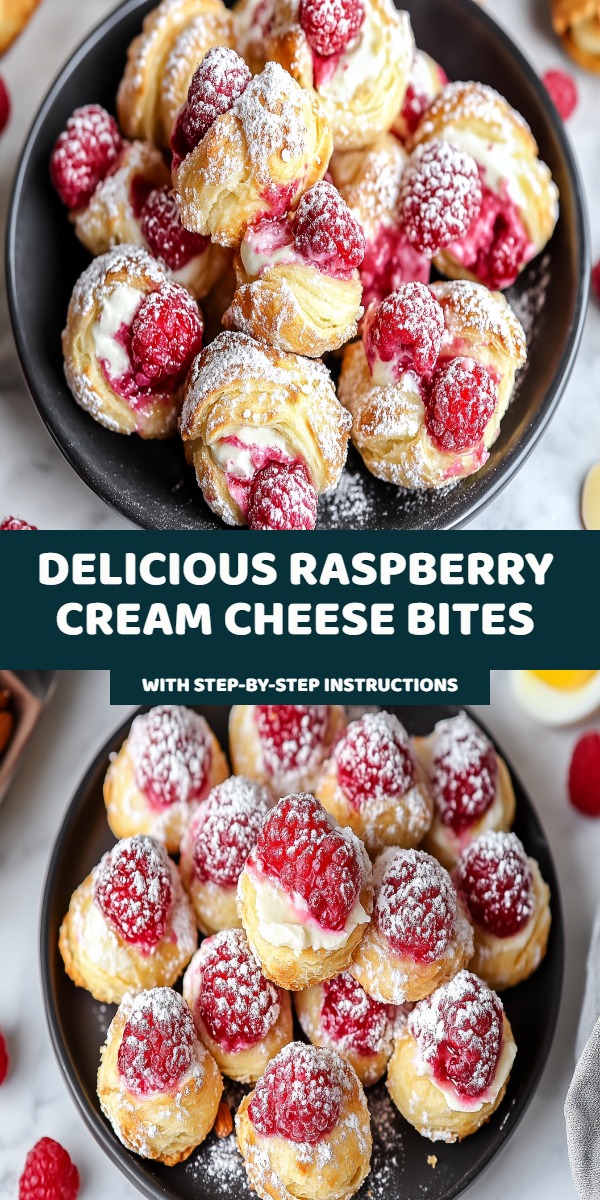 DELICIOUS RASPBERRY
CREAM CHEESE BITES
WITH STEP-BY-STEP INSTRUCTIONS